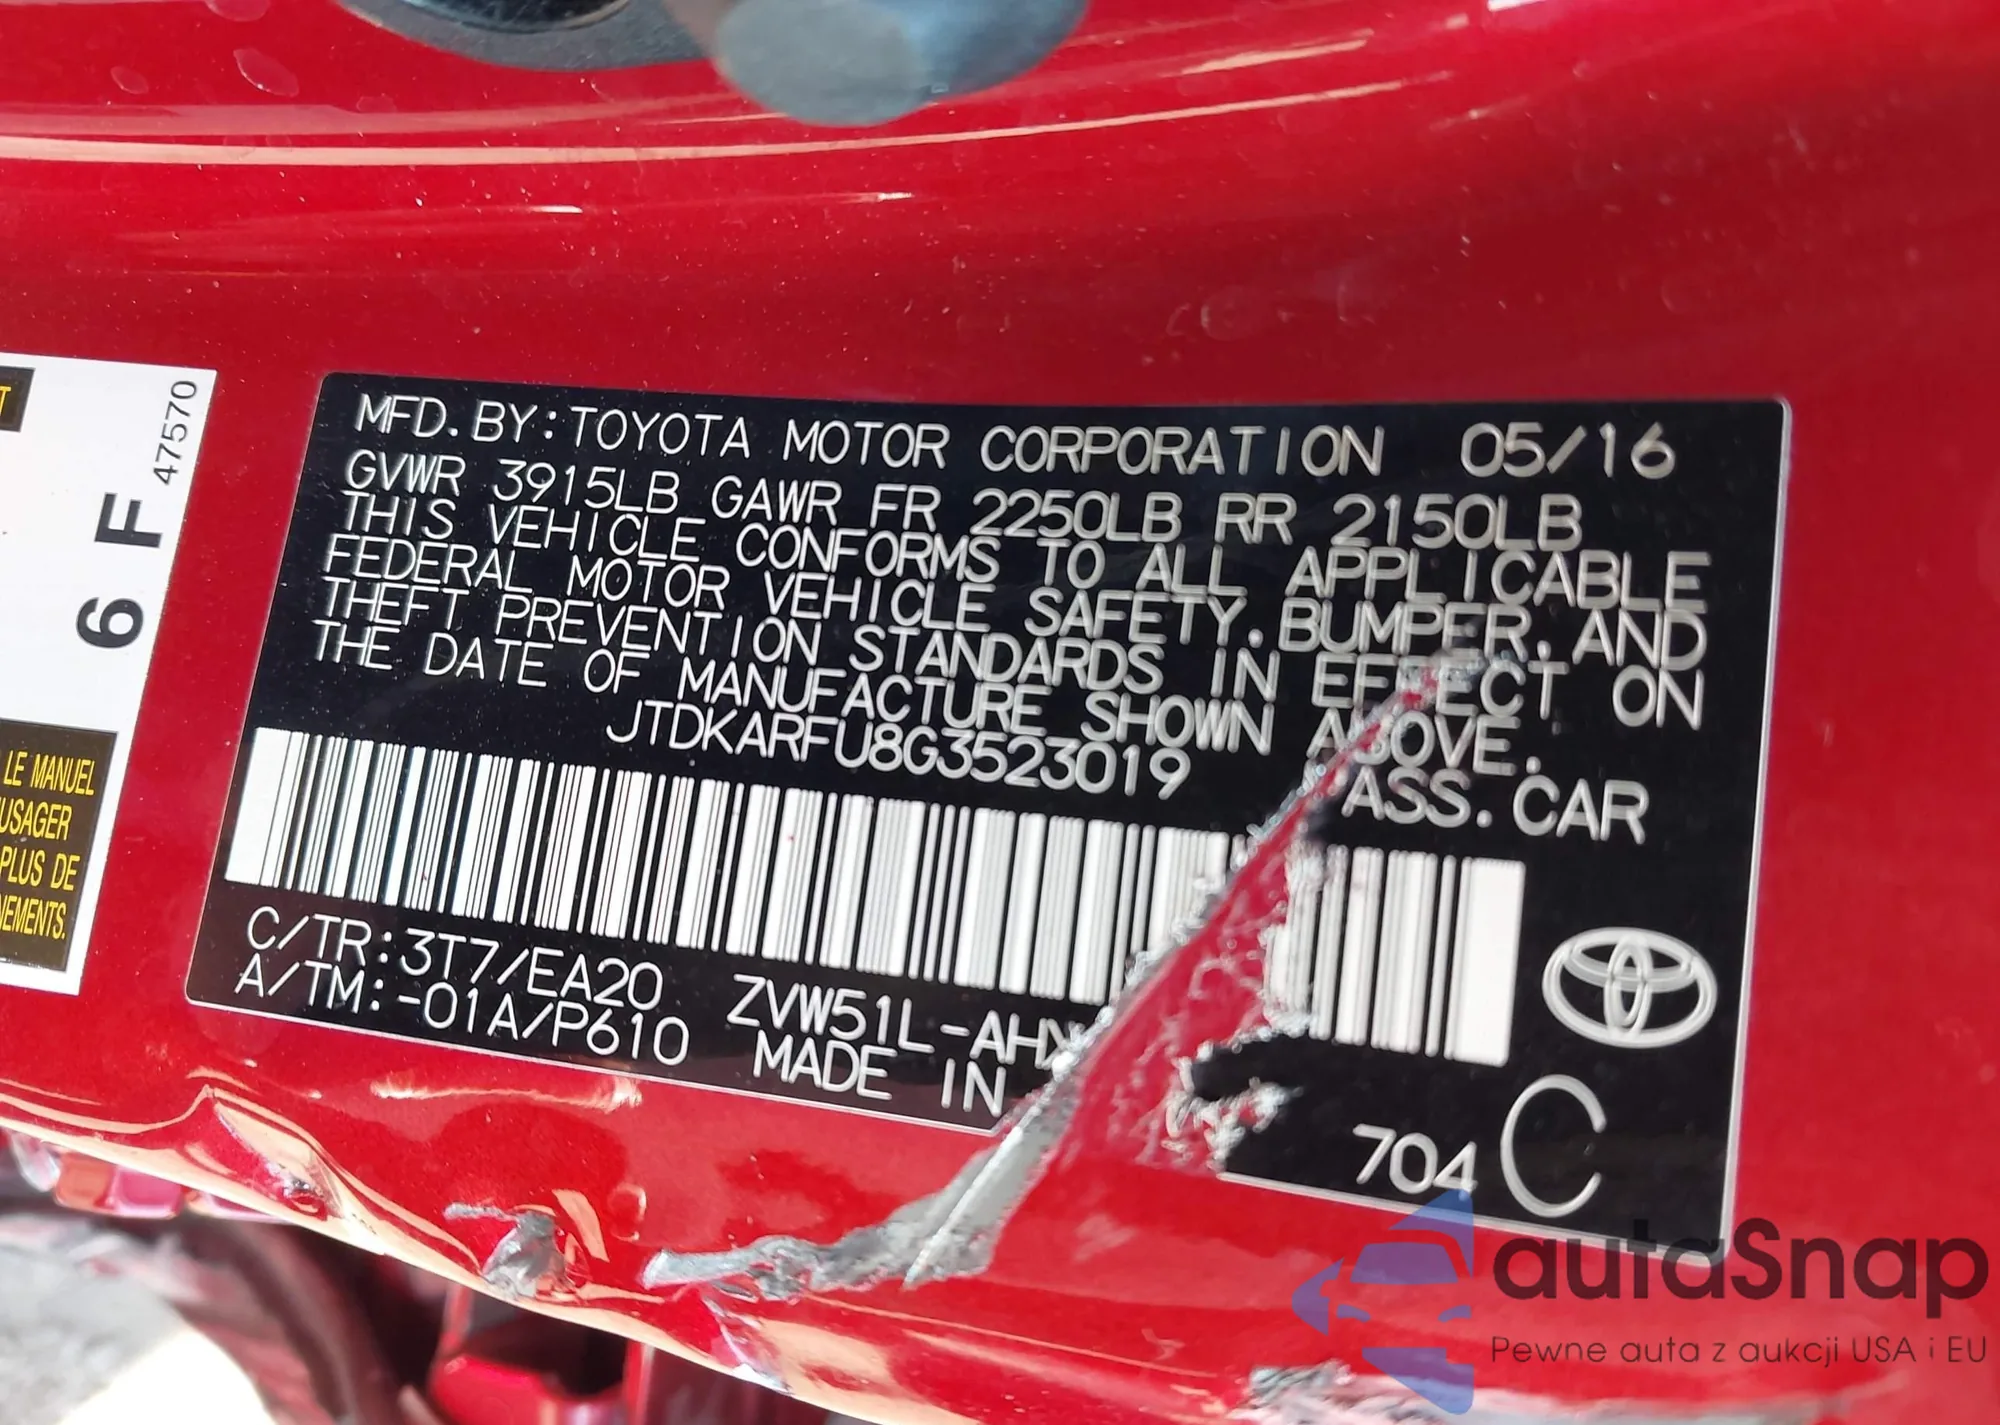 T
47570
6 F
LE MANUEL
USAGER
PLUS DE
NEMENTS.
MFD. BY: TOYOTA MOTOR CORPORATION 05/16
GVWR 3915LB GAWR FR 2250LB RR 2150LB
THIS VEHICLE CONFORMS TO ALL APPLICABLE
FEDERAL MOTOR VEHICLE SAFETY. BUMPER. AND
THEFT PREVENTION STANDARDS IN EFFECT ON
THE DATE OF MANUFACTURE SHOWN ABOVE.
JTDKARFU8G3523019 ASS. CAR
C/TR:3T7/EA20 ZVW51L-AHX
A/TM:-01A/P610 MADE IN
704 C
autaSnap
Pewne auta z aukcji USA i EU